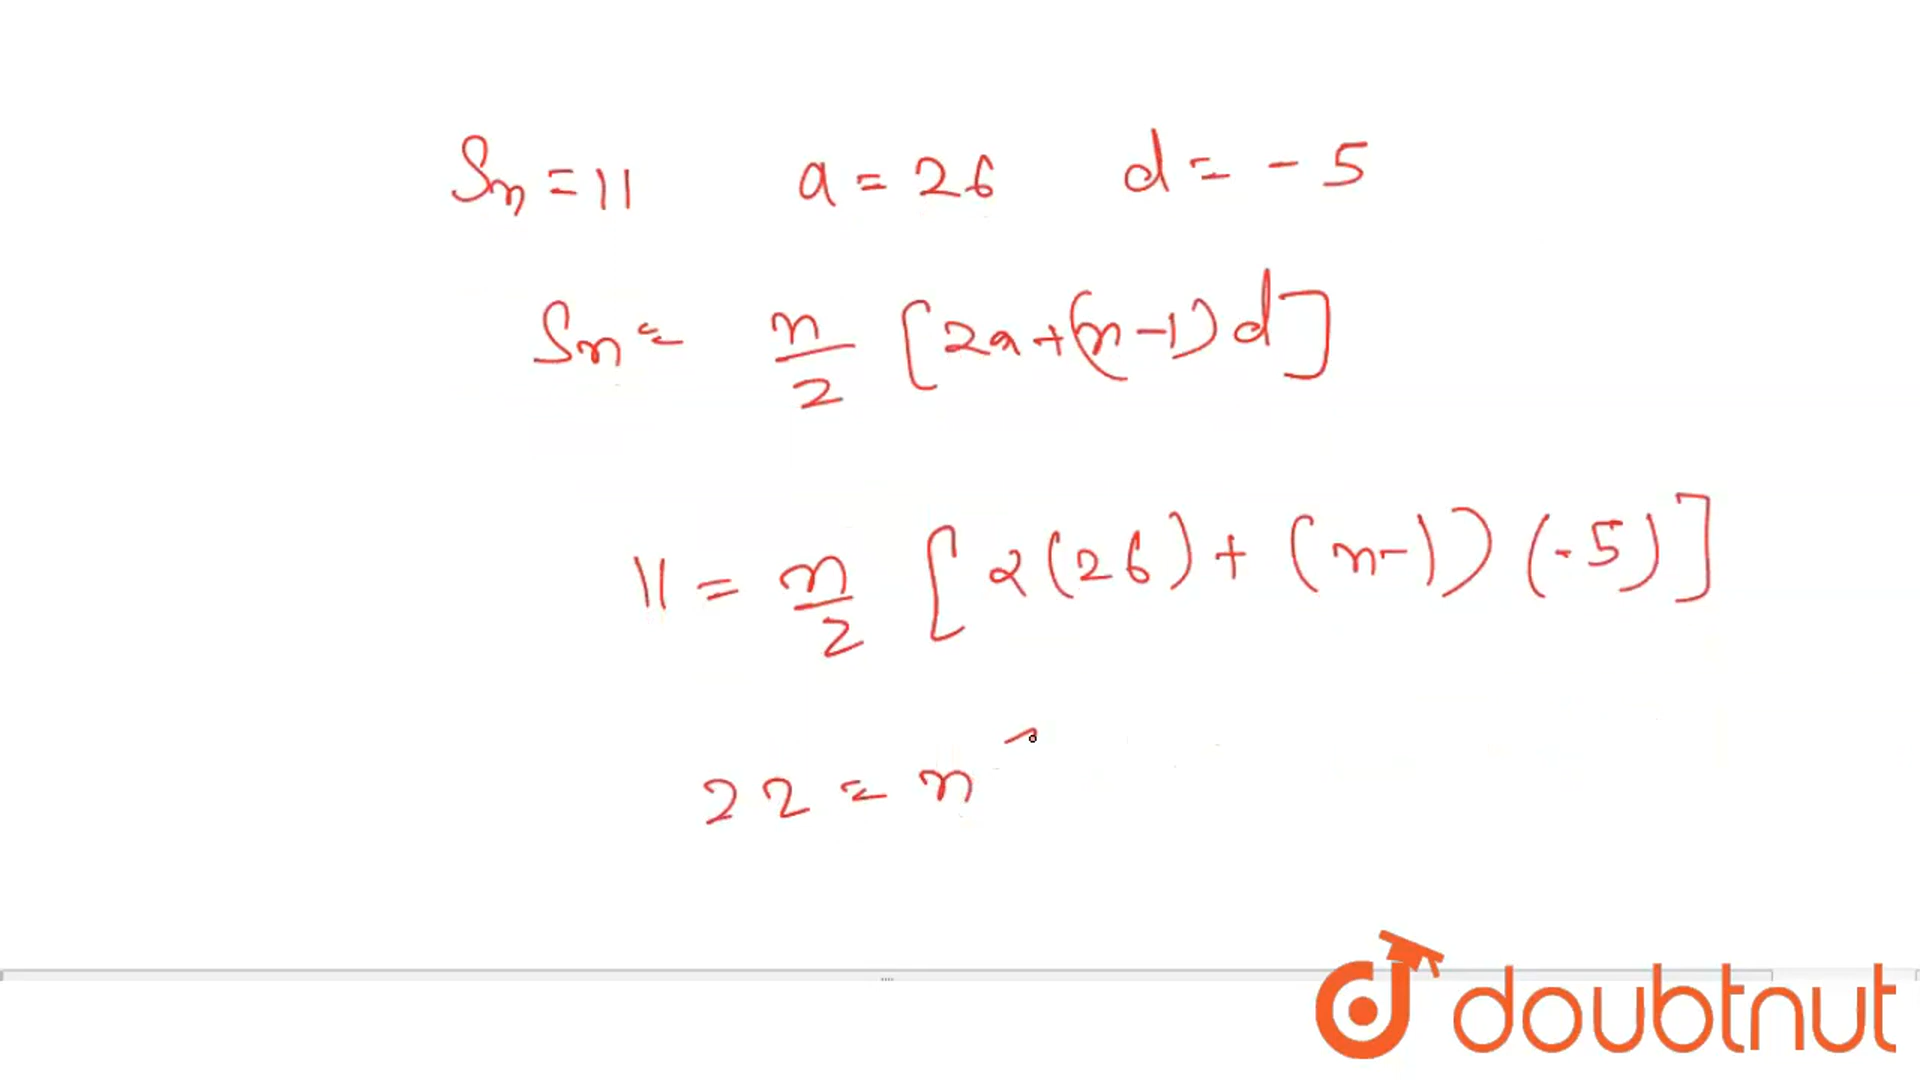 Sn = 11 a = 26 d = - 5
Sn = n/2 [2a + (n-1) d]
11 = n/2 [2(26) + (n-1) (-5)]
22 = n
doubtnut